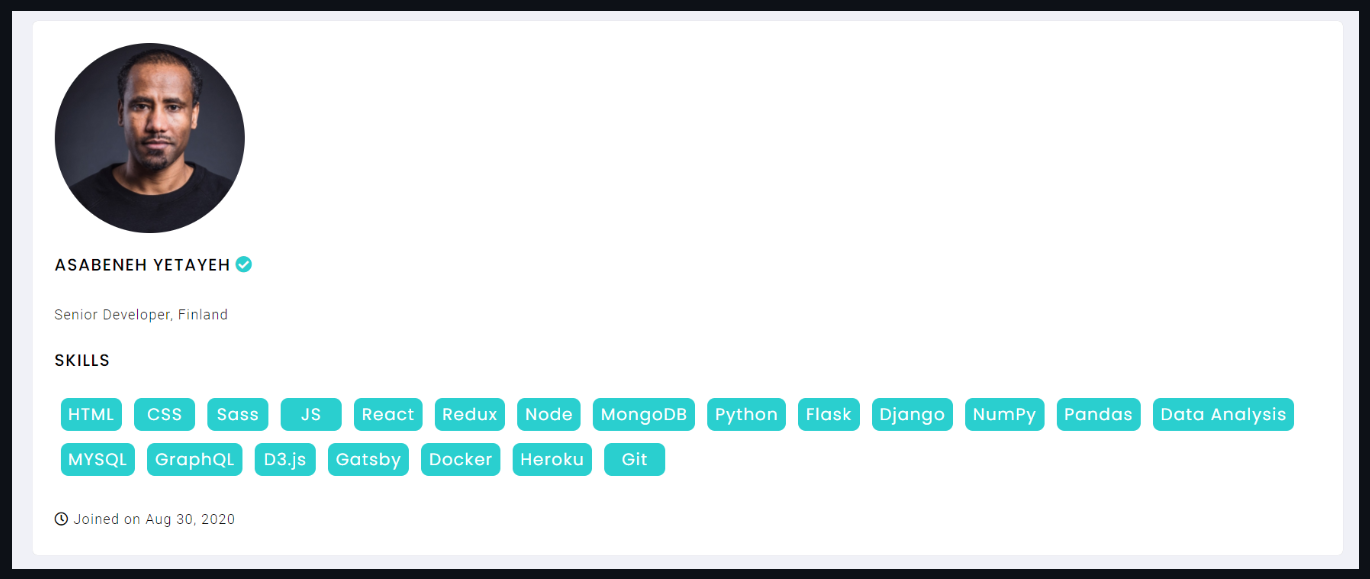 ASABENEH YETAYEH
Senior Developer, Finland
SKILLS
HTML CSS Sass JS React Redux Node MongoDB Python Flask Django NumPy Pandas Data Analysis
MYSQL GraphQL D3.js Gatsby Docker Heroku Git
Joined on Aug 30, 2020